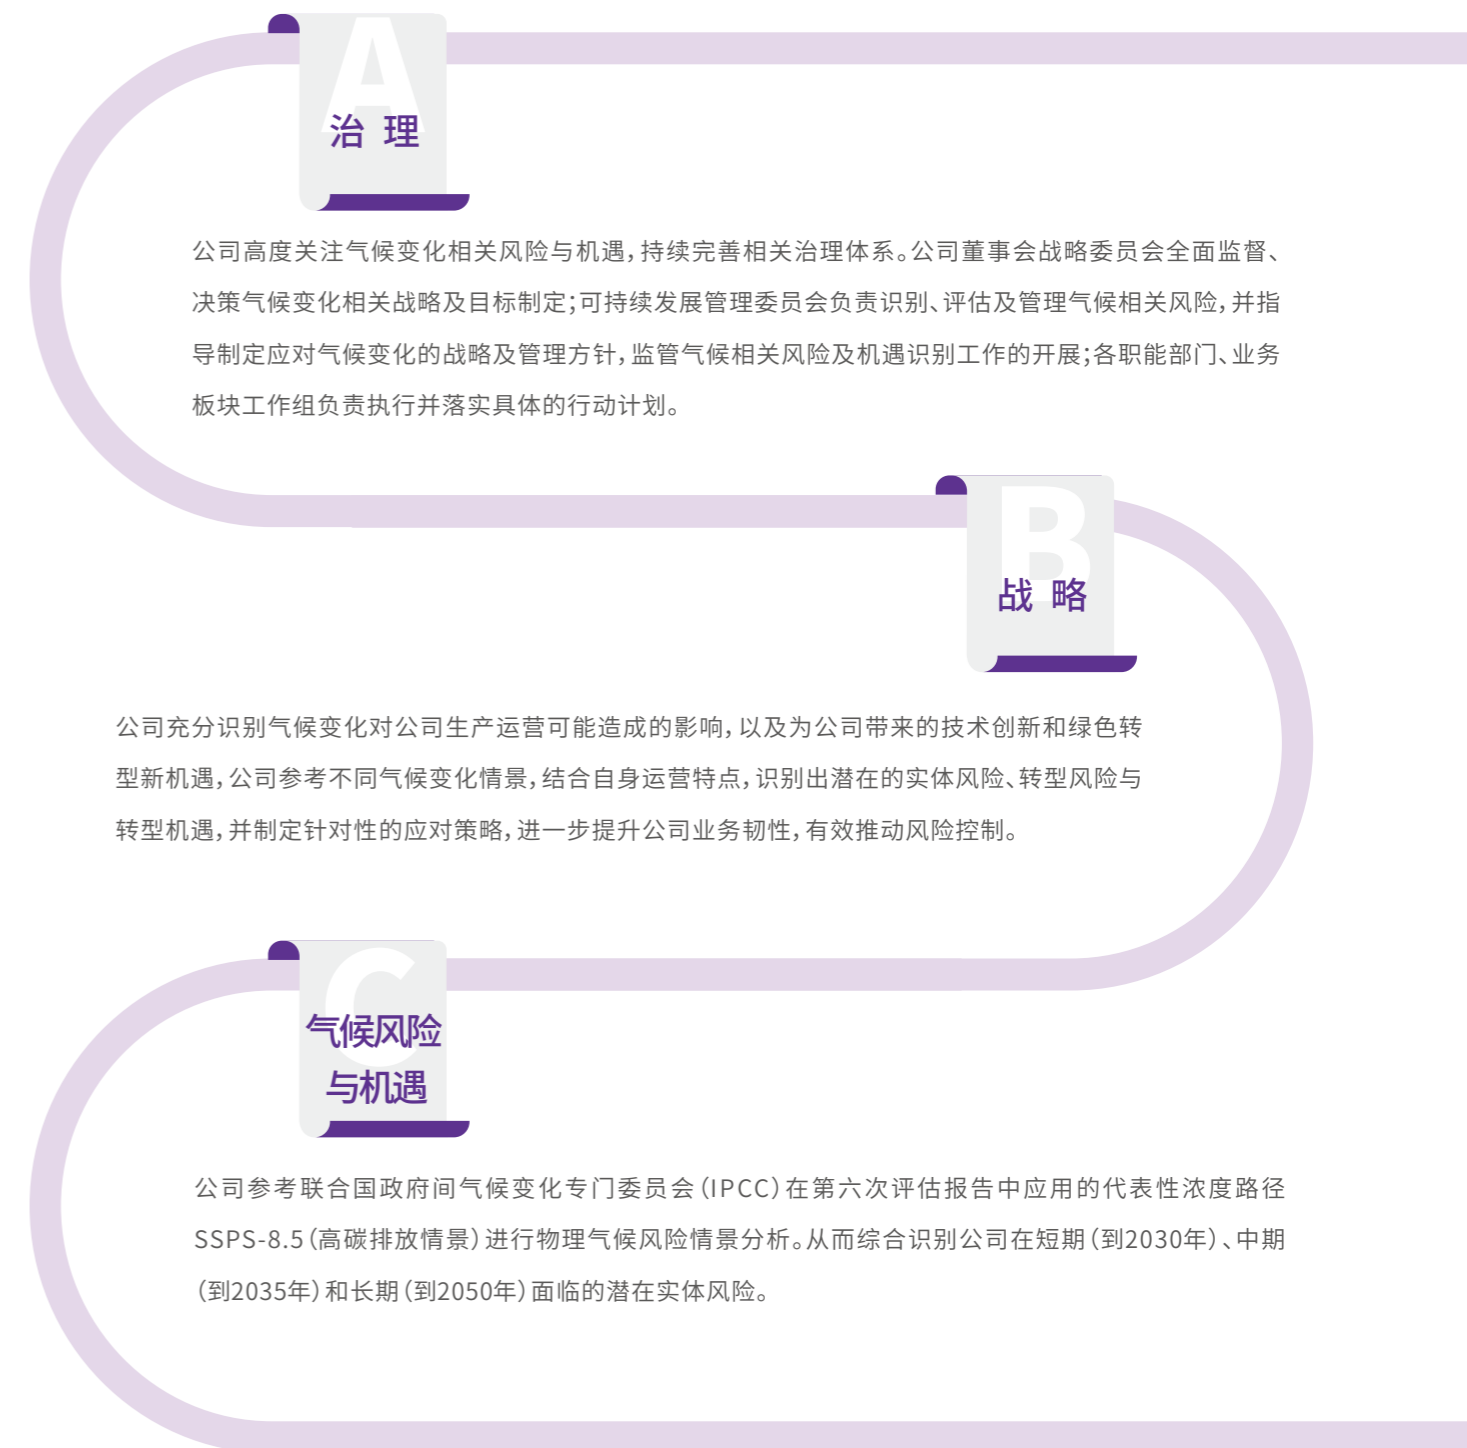 A
治 理
公司高度关注气候变化相关风险与机遇，持续完善相关治理体系。公司董事会战略委员会全面监督、
决策气候变化相关战略及目标制定；可持续发展管理委员会负责识别、评估及管理气候相关风险，并指
导制定应对气候变化的战略及管理方针，监管气候相关风险及机遇识别工作的开展；各职能部门、业务
板块工作组负责执行并落实具体的行动计划。
B
战 略
公司充分识别气候变化对公司生产运营可能造成的影响，以及为公司带来的技术创新和绿色转
型新机遇，公司参考不同气候变化情景，结合自身运营特点，识别出潜在的实体风险、转型风险与
转型机遇，并制定针对性的应对策略，进一步提升公司业务韧性，有效推动风险控制。
C
气候风险
与机遇
公司参考联合国政府间气候变化专门委员会（IPCC）在第六次评估报告中应用的代表性浓度路径
SSPS-8.5（高碳排放情景）进行物理气候风险情景分析。从而综合识别公司在短期（到2030年）、中期
（到2035年）和长期（到2050年）面临的潜在实体风险。